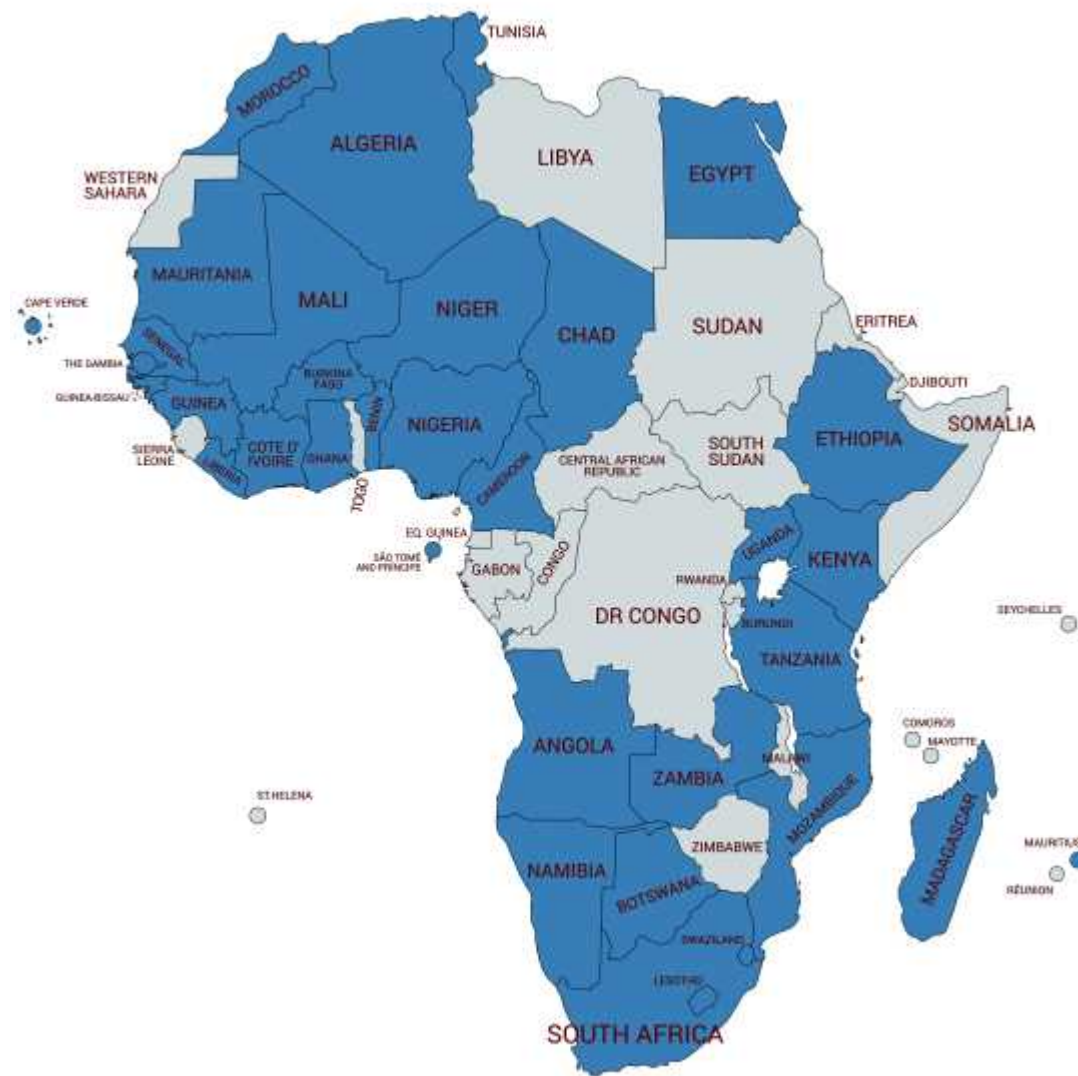 TUNISIA
MOROCCO
ALGERIA
LIBYA
EGYPT
WESTERN
SAHARA
MAURITANIA
MALI
NIGER
CHAD
SUDAN
ERITREA
CAPE VERDE
SENEGAL
THE GAMBIA
GUINEA-BISSAU
GUINEA
BURKINA
FASO
BENIN
NIGERIA
DJIBOUTI
SOMALIA
ETHIOPIA
SOUTH
SUDAN
SIERRA
LEONE
LIBERIA
COTE D'
IVOIRE
GHANA
TOGO
CAMEROON
CENTRAL AFRICAN
REPUBLIC
EQ. GUINEA
SÃO TOMÉ
AND PRÍNCIPE
GABON
CONGO
UGANDA
KENYA
RWANDA
DR CONGO
BURUNDI
TANZANIA
SEYCHELLES
COMOROS
MAYOTTE
ANGOLA
ZAMBIA
MALAWI
MOZAMBIQUE
ST.HELENA
ZIMBABWE
MADAGASCAR
MAURITIUS
RÉUNION
NAMIBIA
BOTSWANA
SWAZILAND
LESOTHO
SOUTH AFRICA